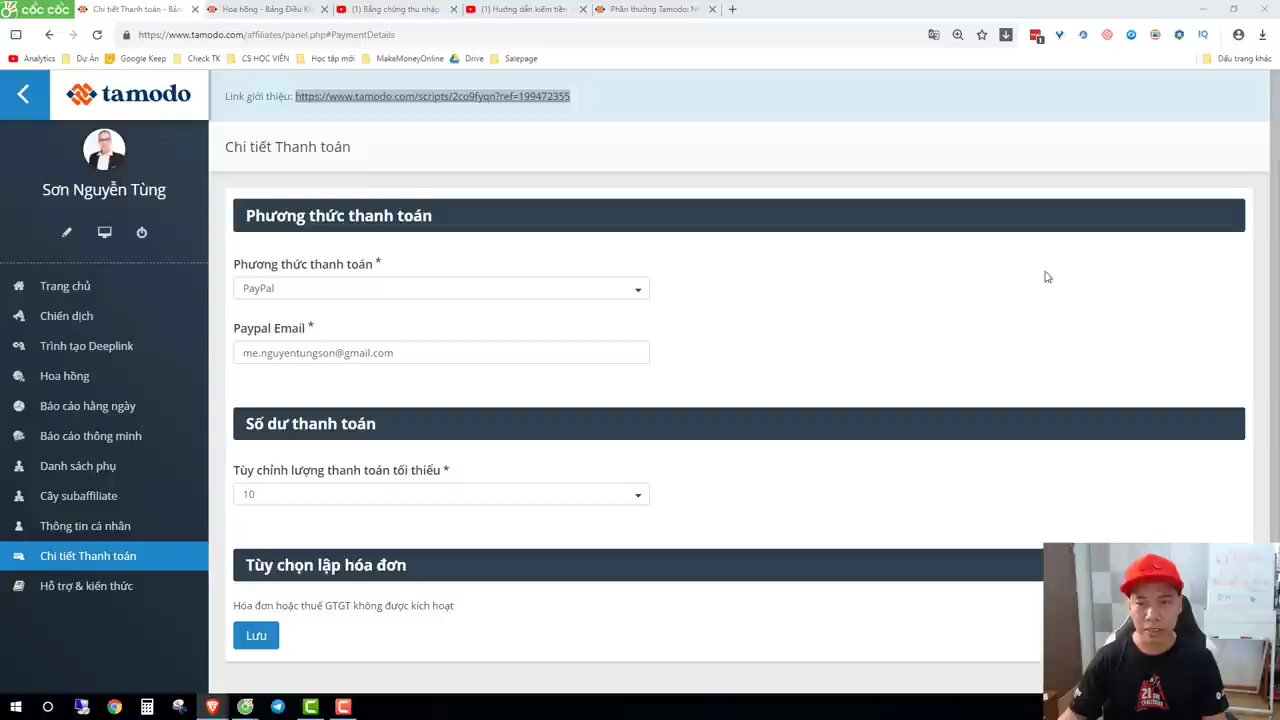 cốc cốc
Chi tiết Thanh toán - Bản
Hoa hồng - Bảng Điều Kh
(1) Bằng chứng thu nhập
(1) Hướng dẫn kiếm tiền
Phần thưởng Tamodo: N
https://www.tamodo.com/affiliates/panel.php#PaymentDetails
Analytics
Dự Án
Google Keep
Check TK
CS HỌC VIÊN
Học tập mới
MakeMoneyOnline
Drive
Salepage
Dấu trang khác
tamodo
Link giới thiệu: https://www.tamodo.com/scripts/2co9fyqn?ref=199472355
Chi tiết Thanh toán
Sơn Nguyễn Tùng
Trang chủ
Chiến dịch
Trình tạo Deeplink
Hoa hồng
Báo cáo hằng ngày
Báo cáo thông minh
Danh sách phụ
Cây subaffiliate
Thông tin cá nhân
Chi tiết Thanh toán
Hỗ trợ & kiến thức
Phương thức thanh toán
Phương thức thanh toán *
PayPal
Paypal Email *
me.nguyentungson@gmail.com
Số dư thanh toán
Tùy chỉnh lượng thanh toán tối thiểu *
10
Tùy chọn lập hóa đơn
Hóa đơn hoặc thuế GTGT không được kích hoạt
Lưu